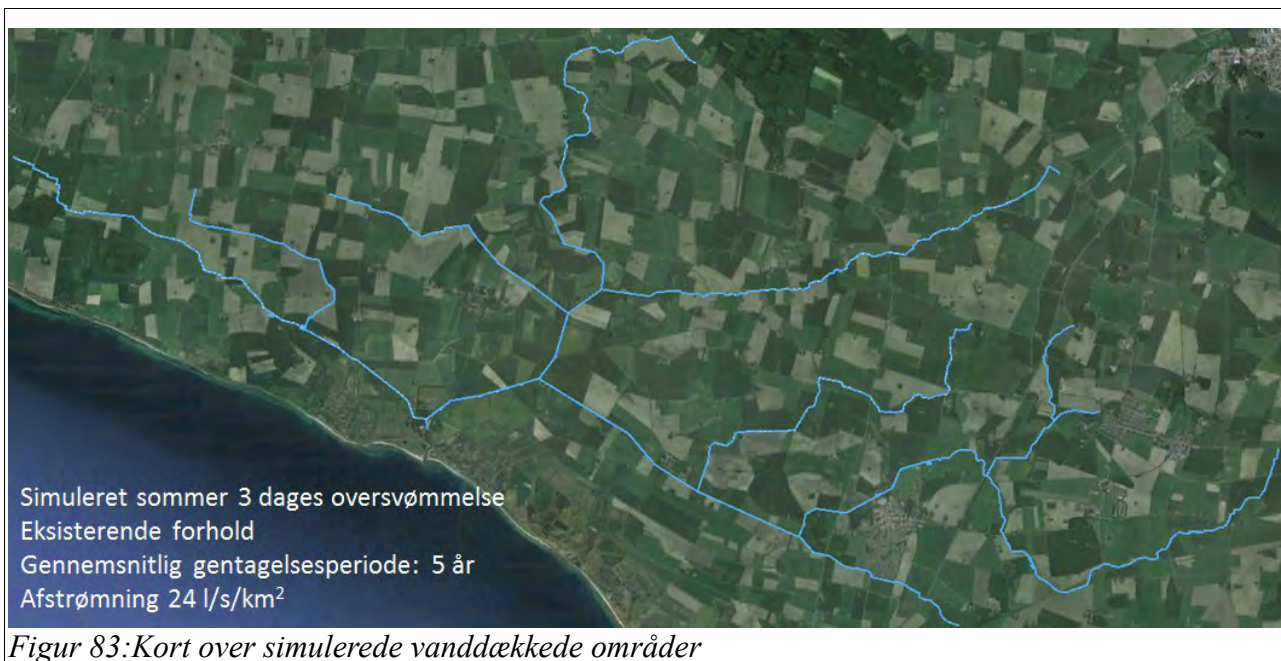 Simuleret sommer 3 dages oversvømmelse
Eksisterende forhold
Gennemsnitlig gentagelsesperiode: 5 år
Afstrømning 24 l/s/km²
Figur 83:Kort over simulerede vanddækkede områder